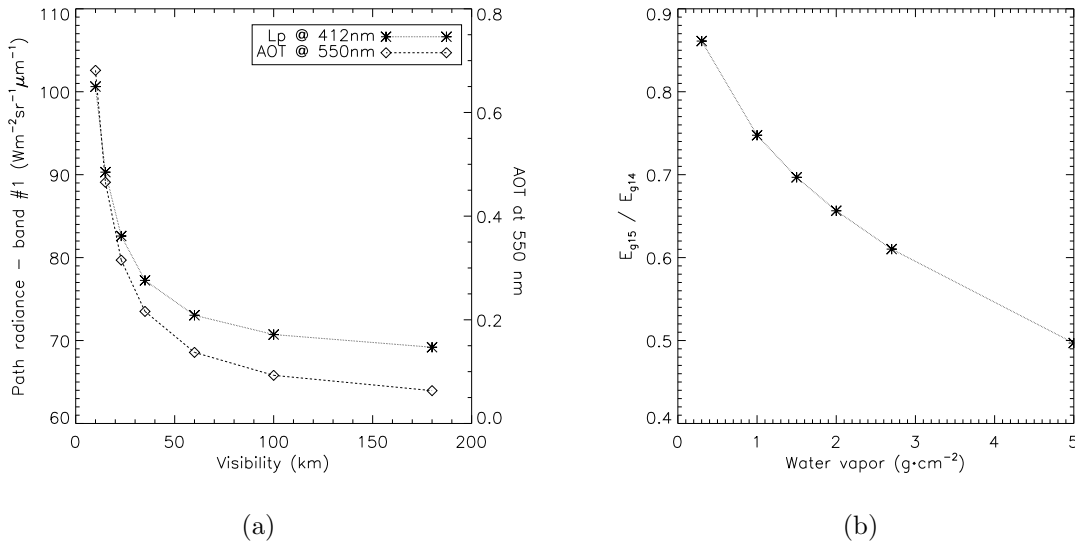 110
100
90
80
70
60
Path radiance – band #1 (Wm⁻²sr⁻¹μm⁻¹)
Lp @ 412nm
AOT @ 550nm
0.8
0.6
0.4
0.2
0.0
AOT at 550 nm
0 50 100 150 200
Visibility (km)
(a)
0.9
0.8
0.7
0.6
0.5
0.4
E_g15 / E_g14
0 1 2 3 4 5
Water vapor (g·cm⁻²)
(b)